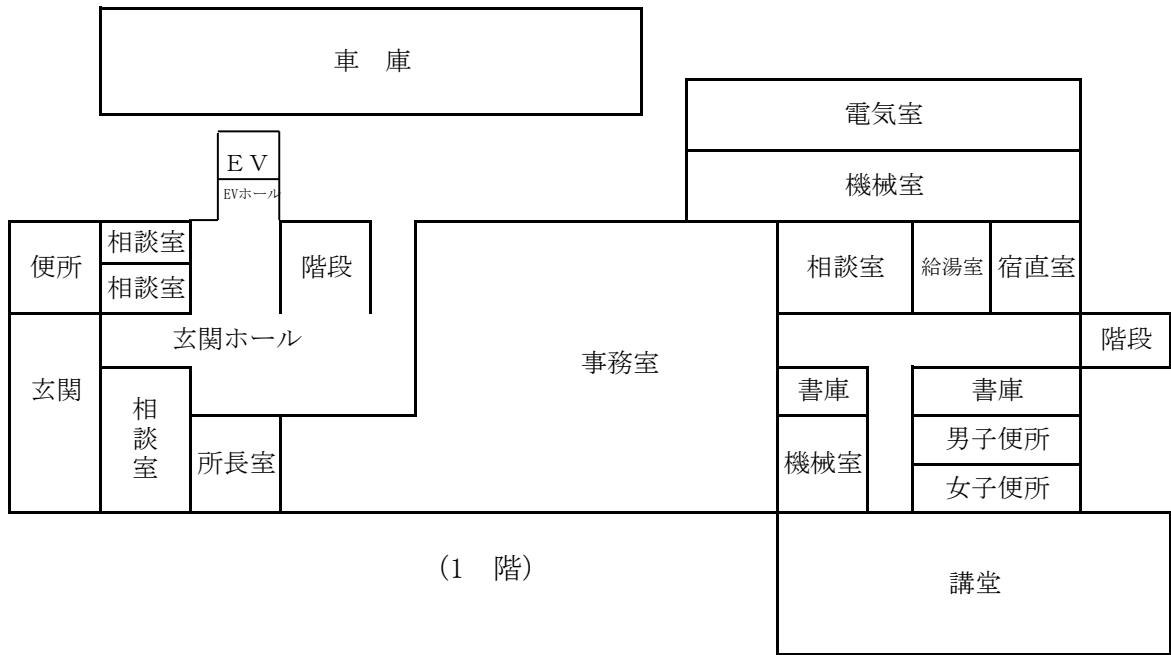 車　庫
電気室
ＥＶ
機械室
EVホール
便所
相談室
相談室
階段
相談室
給湯室
宿直室
玄関ホール
事務室
階段
玄関
相談室
書庫
書庫
所長室
機械室
男子便所
女子便所
(1　階)
講堂